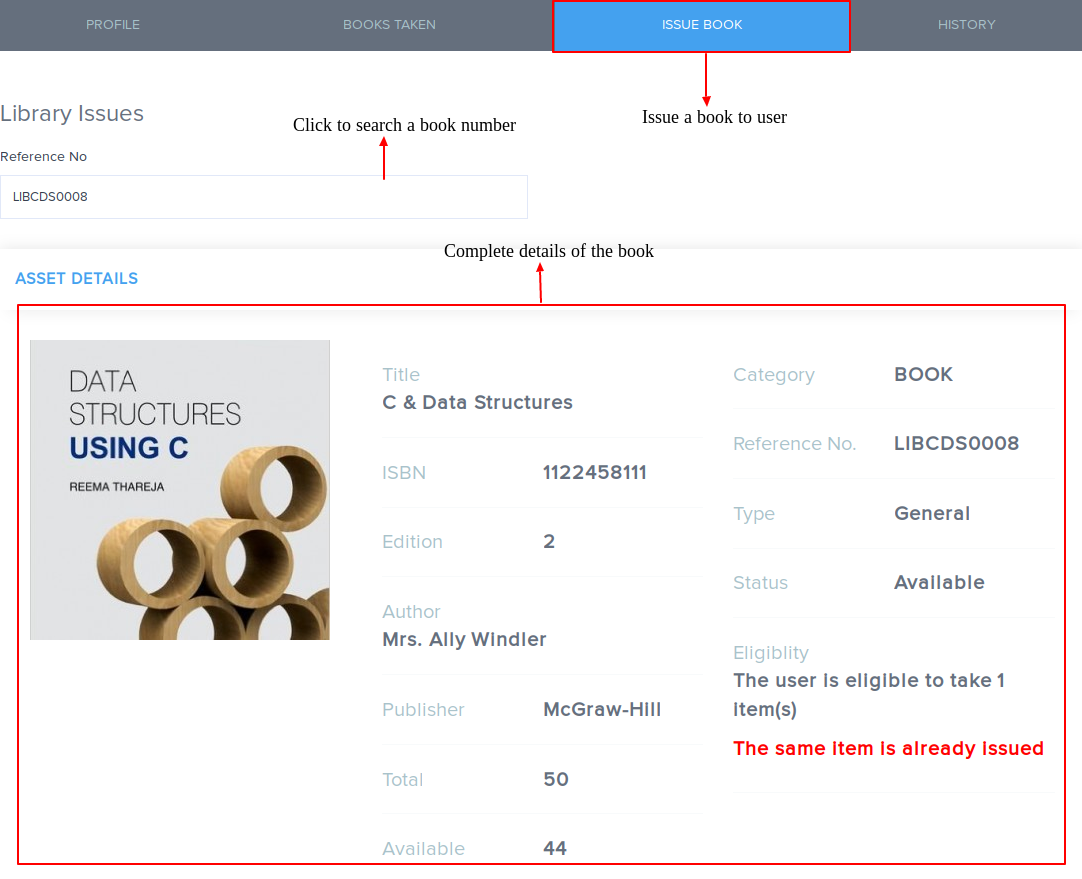 PROFILE
BOOKS TAKEN
ISSUE BOOK
HISTORY
Library Issues
Click to search a book number
Issue a book to user
Reference No
LIBCDS0008
Complete details of the book
ASSET DETAILS
DATA
STRUCTURES
USING C
REEMA THAREJA
Title
C & Data Structures
ISBN 1122458111
Edition 2
Author
Mrs. Ally Windler
Publisher McGraw-Hill
Total 50
Available 44
Category BOOK
Reference No. LIBCDS0008
Type General
Status Available
Eligiblity
The user is eligible to take 1
item(s)
The same item is already issued